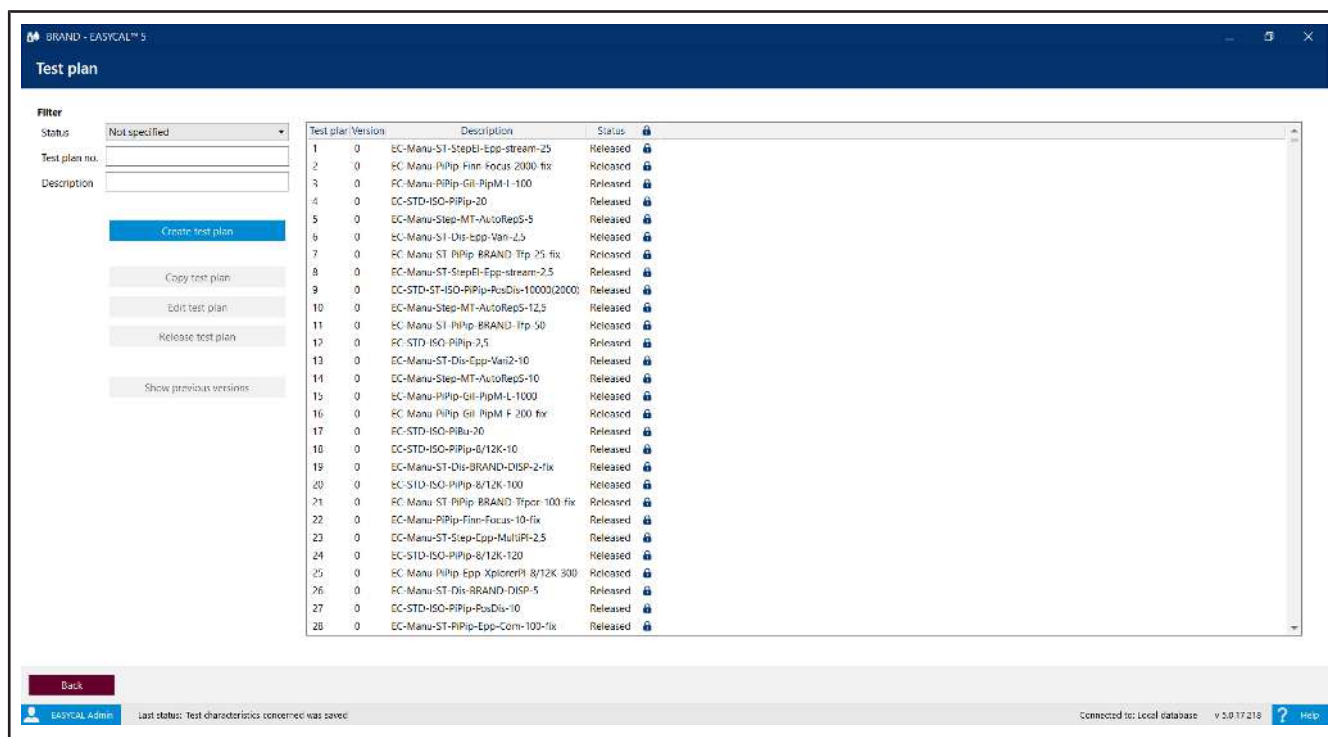 BRAND - EASYCAL™ 5
Test plan
Filter
Status Not specified
Test plan no.
Description
Create test plan
Copy test plan
Edit test plan
Release test plan
Show previous versions
Test plan Version Description Status
1 0 EC-Manu-ST-StepEl-Epp-stream-25 Released
2 0 EC-Manu-PiPip-Finn-Focus-2000-fix Released
3 0 EC-Manu-PiPip-Gil-PipM-L-100 Released
4 0 EC-STD-ISO-PiPip-20 Released
5 0 EC-Manu-Step-MT-AutoRepS-5 Released
6 0 EC-Manu-ST-Dis-Epp-Vari-2,5 Released
7 0 EC-Manu-ST-PiPip-BRAND-Tfp-25-fix Released
8 0 EC-Manu-ST-StepEl-Epp-stream-2,5 Released
9 0 EC-STD-ST-ISO-PiPip-PosDis-10000(2000) Released
10 0 EC-Manu-Step-MT-AutoRepS-12,5 Released
11 0 EC-Manu-ST-PiPip-BRAND-Tfp-50 Released
12 0 EC-STD-ISO-PiPip-2,5 Released
13 0 EC-Manu-ST-Dis-Epp-Vari2-10 Released
14 0 EC-Manu-Step-MT-AutoRepS-10 Released
15 0 EC-Manu-PiPip-Gil-PipM-L-1000 Released
16 0 EC-Manu-PiPip-Gil-PipM-F-200-fix Released
17 0 EC-STD-ISO-PiBu-20 Released
18 0 EC-STD-ISO-PiPip-8/12K-10 Released
19 0 EC-Manu-ST-Dis-BRAND-DISP-2-fix Released
20 0 EC-STD-ISO-PiPip-8/12K-100 Released
21 0 EC-Manu-ST-PiPip-BRAND-Tfpor-100-fix Released
22 0 EC-Manu-PiPip-Finn-Focus-10-fix Released
23 0 EC-Manu-ST-Step-Epp-MultiPl-2,5 Released
24 0 EC-STD-ISO-PiPip-8/12K-120 Released
25 0 EC-Manu-PiPip-Epp-XplorerPl-8/12K-300 Released
26 0 EC-Manu-ST-Dis-BRAND-DISP-5 Released
27 0 EC-STD-ISO-PiPip-PosDis-10 Released
28 0 EC-Manu-ST-PiPip-Epp-Com-100-fix Released
Back
EASYCAL Admin Last status: Test characteristics concerned was saved Connected to: Local database v 5.0.17.218 ? Help